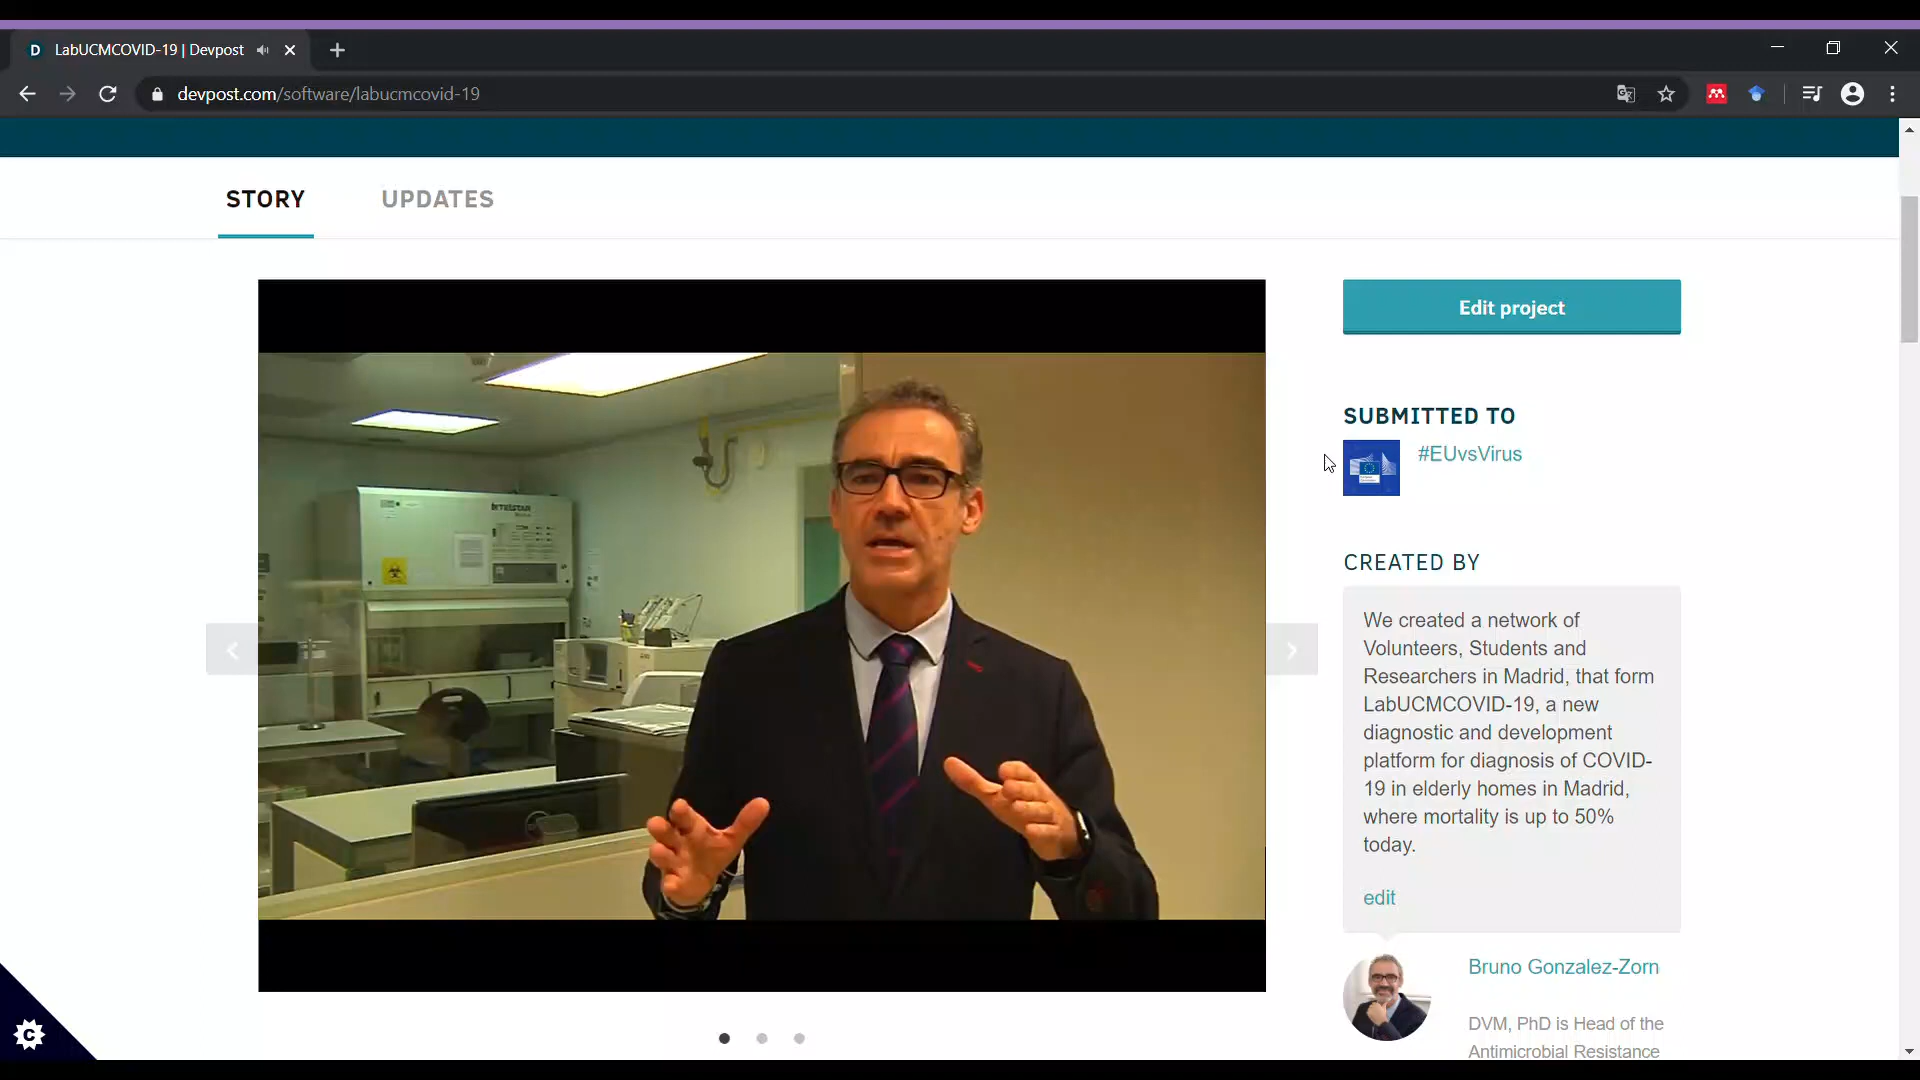 LabUCMCOVID-19 | Devpost
devpost.com/software/labucmcovid-19
STORY
UPDATES
TELSTAR
Edit project
SUBMITTED TO
#EUvsVirus
CREATED BY
We created a network of
Volunteers, Students and
Researchers in Madrid, that form
LabUCMCOVID-19, a new
diagnostic and development
platform for diagnosis of COVID-
19 in elderly homes in Madrid,
where mortality is up to 50%
today.
edit
Bruno Gonzalez-Zorn
DVM, PhD is Head of the
Antimicrobial Resistance